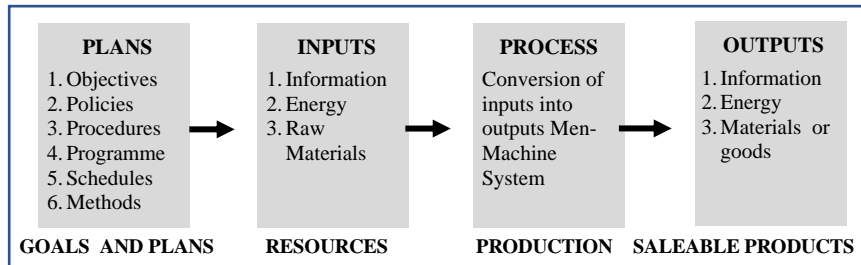 PLANS
1. Objectives
2. Policies
3. Procedures
4. Programme
5. Schedules
6. Methods
GOALS AND PLANS
INPUTS
1. Information
2. Energy
3. Raw
Materials
RESOURCES
PROCESS
Conversion of
inputs into
outputs Men-
Machine
System
PRODUCTION
OUTPUTS
1. Information
2. Energy
3. Materials or
goods
SALEABLE PRODUCTS